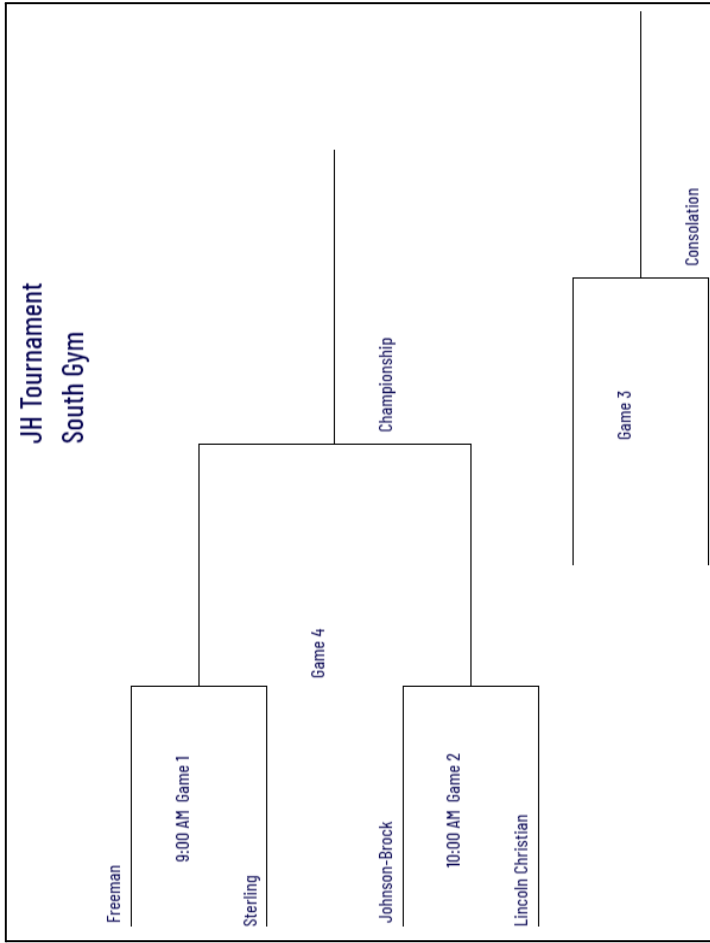 JH Tournament
South Gym
Freeman
9:00 AM Game 1
Sterling
Game 4
Championship
Johnson-Brock
10:00 AM Game 2
Lincoln Christian
Game 3
Consolation